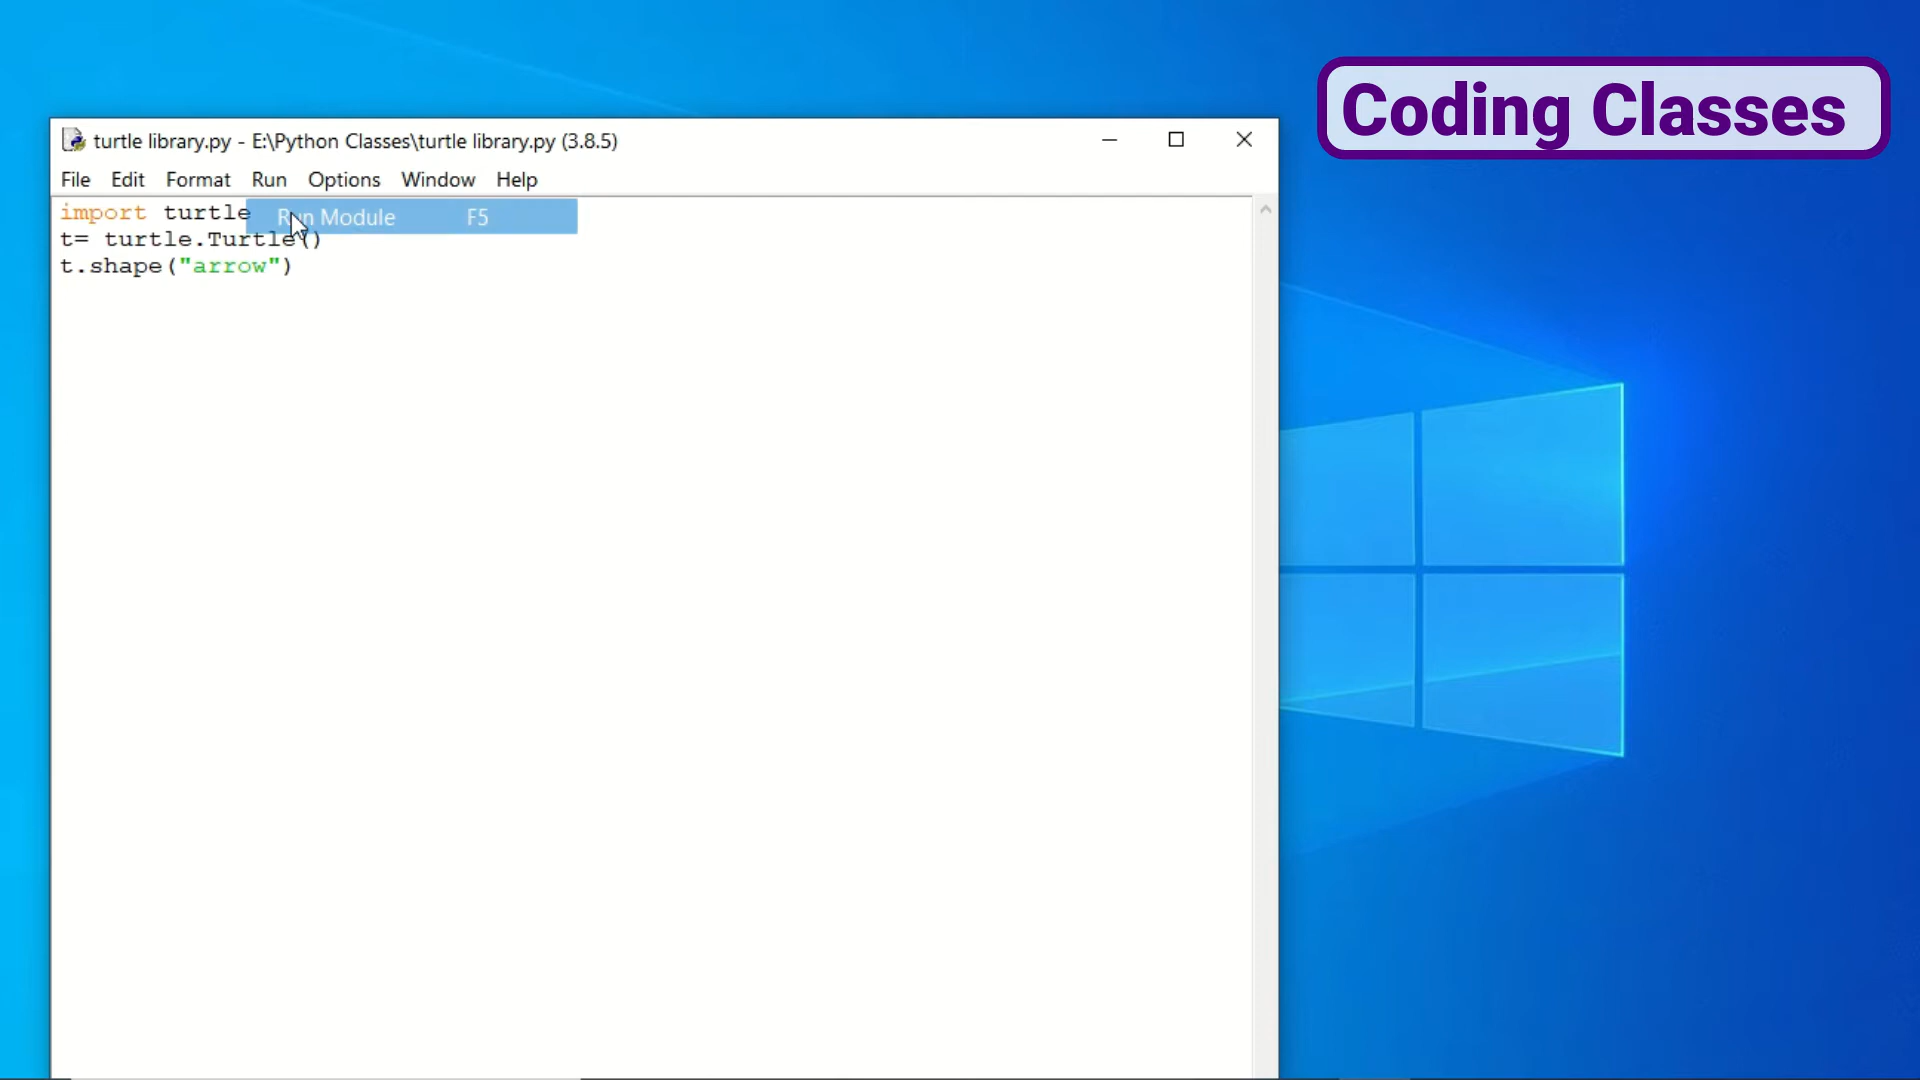 Coding Classes
turtle library.py - E:\Python Classes\turtle library.py (3.8.5)
File Edit Format Run Options Window Help
import turtle
Run Module F5
t= turtle.Turtle()
t.shape("arrow")